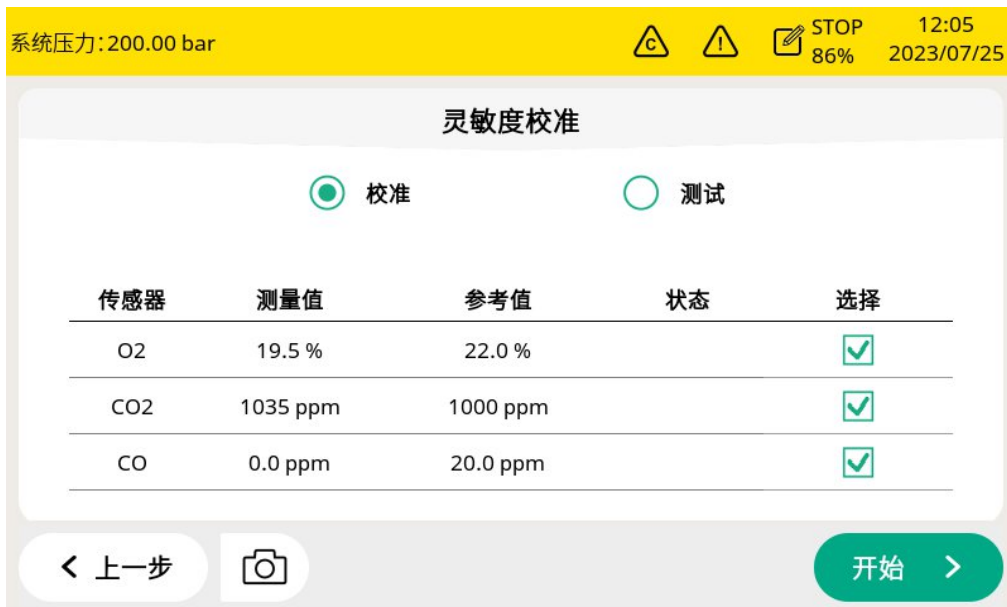 系统压力:200.00 bar
C
!
STOP
86%
12:05
2023/07/25
灵敏度校准
校准
测试
传感器 测量值 参考值 状态 选择
O2 19.5 % 22.0 %
CO2 1035 ppm 1000 ppm
CO 0.0 ppm 20.0 ppm
上一步
开始